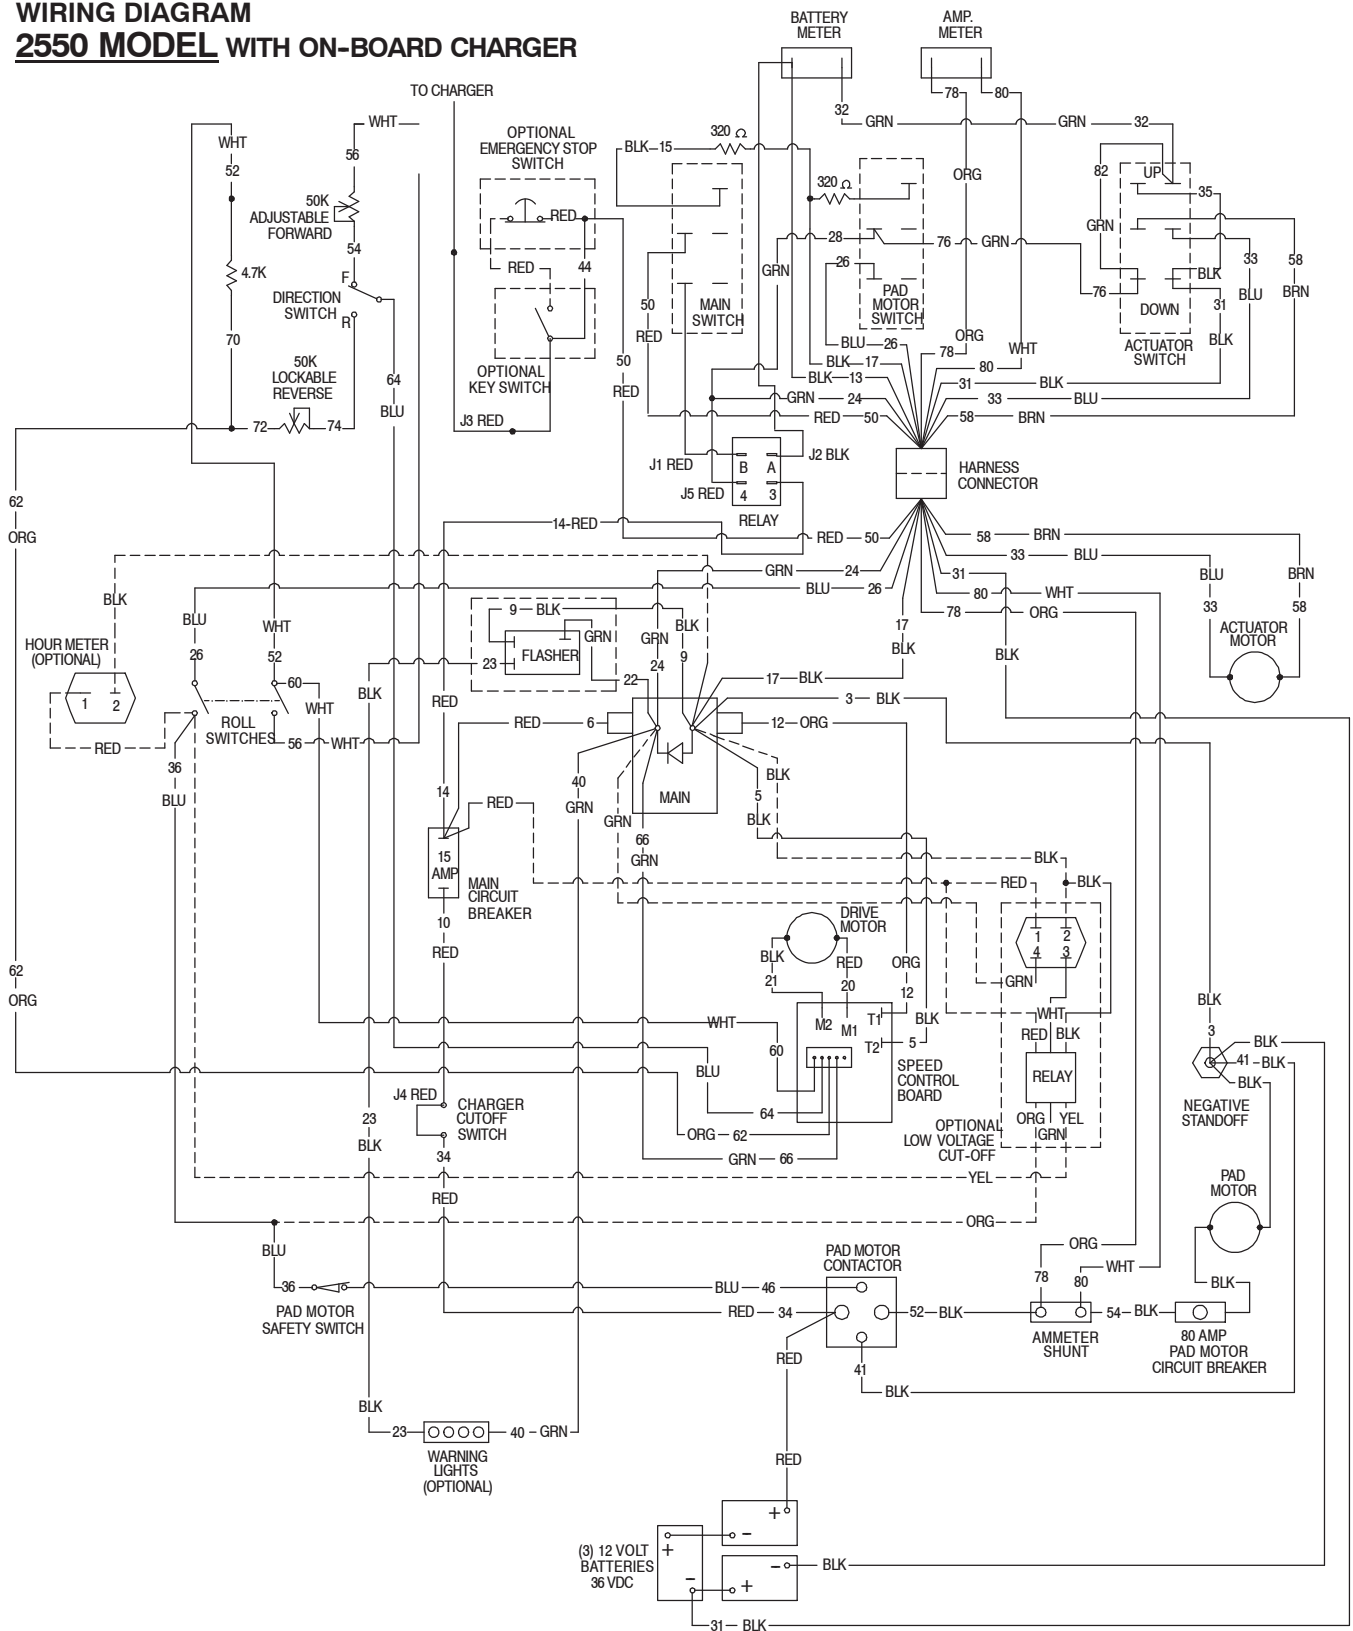 WIRING DIAGRAM
2550 MODEL WITH ON-BOARD CHARGER
BATTERY
METER
AMP.
METER
TO CHARGER
78
80
32
GRN
GRN
32
WHT
WHT
52
56
OPTIONAL
EMERGENCY STOP
SWITCH
320 Ω
BLK
15
320 Ω
ORG
82
UP
35
50K
ADJUSTABLE
FORWARD
RED
GRN
54
28
76
GRN
4.7K
RED
44
GRN
26
33
58
BLK
F
DIRECTION
SWITCH
R
50
MAIN
SWITCH
PAD
MOTOR
SWITCH
76
DOWN
31
BLU
BRN
RED
70
BLU
26
ORG
78
WHT
BLK
ACTUATOR
SWITCH
50K
LOCKABLE
REVERSE
OPTIONAL
KEY SWITCH
50
RED
BLK
17
80
64
BLU
BLK
13
31
BLK
GRN
24
33
BLU
72
74
J3 RED
RED
50
58
BRN
J1 RED
B
A
J2 BLK
HARNESS
CONNECTOR
J5 RED
4
3
RELAY
62
ORG
14-RED
RED
50
58
BRN
33
BLU
GRN
24
31
BLU
BRN
BLK
BLU
26
80
WHT
33
58
78
ORG
9
BLK
BLU
WHT
17
BLK
ACTUATOR
MOTOR
HOUR METER
(OPTIONAL)
26
52
GRN
FLASHER
GRN
BLK
24
9
BLK
23
60
22
17
BLK
BLK
RED
3
BLK
1
2
WHT
ROLL
SWITCHES
RED
6
12
ORG
RED
56
WHT
36
BLU
40
GRN
BLK
5
BLK
14
RED
MAIN
GRN
66
GRN
15
AMP
MAIN
CIRCUIT
BREAKER
BLK
RED
BLK
10
RED
DRIVE
MOTOR
1
2
4
3
62
ORG
BLK
21
RED
20
ORG
12
GRN
BLK
3
WHT
M2
M1
T1
BLK
WHT
60
T2
5
RED
BLK
BLK
41
BLK
BLK
BLU
SPEED
CONTROL
BOARD
RELAY
NEGATIVE
STANDOFF
J4 RED
CHARGER
CUTOFF
SWITCH
64
ORG
YEL
GRN
OPTIONAL
LOW VOLTAGE
CUT-OFF
23
BLK
ORG
62
34
GRN
66
RED
YEL
PAD
MOTOR
BLU
ORG
PAD MOTOR
CONTACTOR
ORG
78
80
WHT
BLK
36
BLU
46
PAD MOTOR
SAFETY SWITCH
RED
34
52
BLK
54
BLK
AMMETER
SHUNT
80 AMP
PAD MOTOR
CIRCUIT BREAKER
RED
41
BLK
BLK
23
40
GRN
WARNING
LIGHTS
(OPTIONAL)
RED
+
-
(3) 12 VOLT
BATTERIES
36 VDC
+
-
-
+
BLK
31
BLK